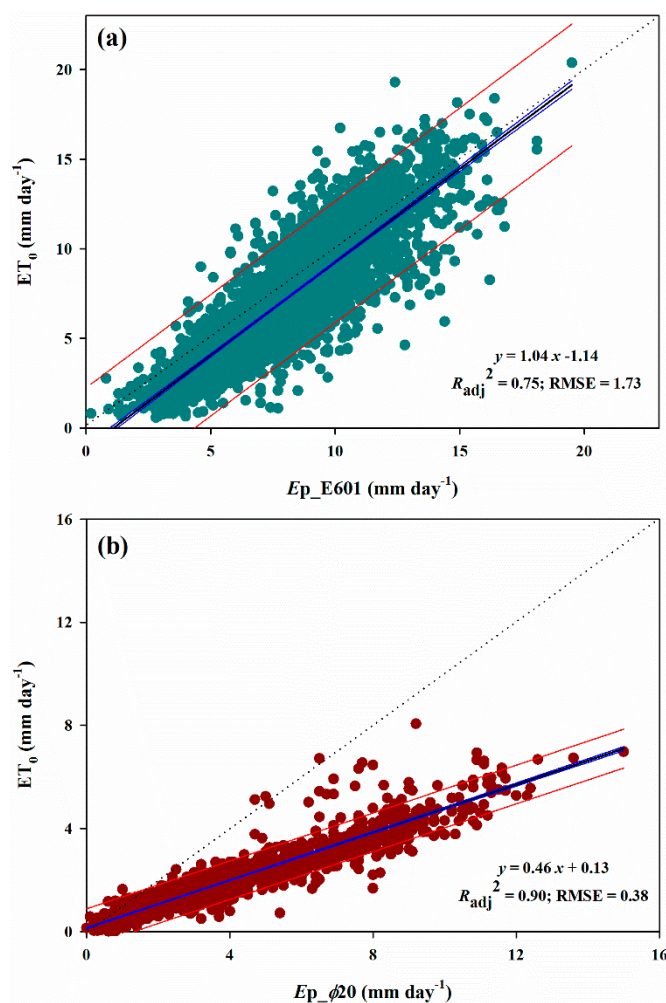 (a)
20
15
10
5
0
ET₀ (mm day⁻¹)
y = 1.04 x -1.14
R_adj² = 0.75; RMSE = 1.73
0 5 10 15 20
Ep_E601 (mm day⁻¹)
(b)
16
12
8
4
0
ET₀ (mm day⁻¹)
y = 0.46 x + 0.13
R_adj² = 0.90; RMSE = 0.38
0 4 8 12 16
Ep_ϕ20 (mm day⁻¹)